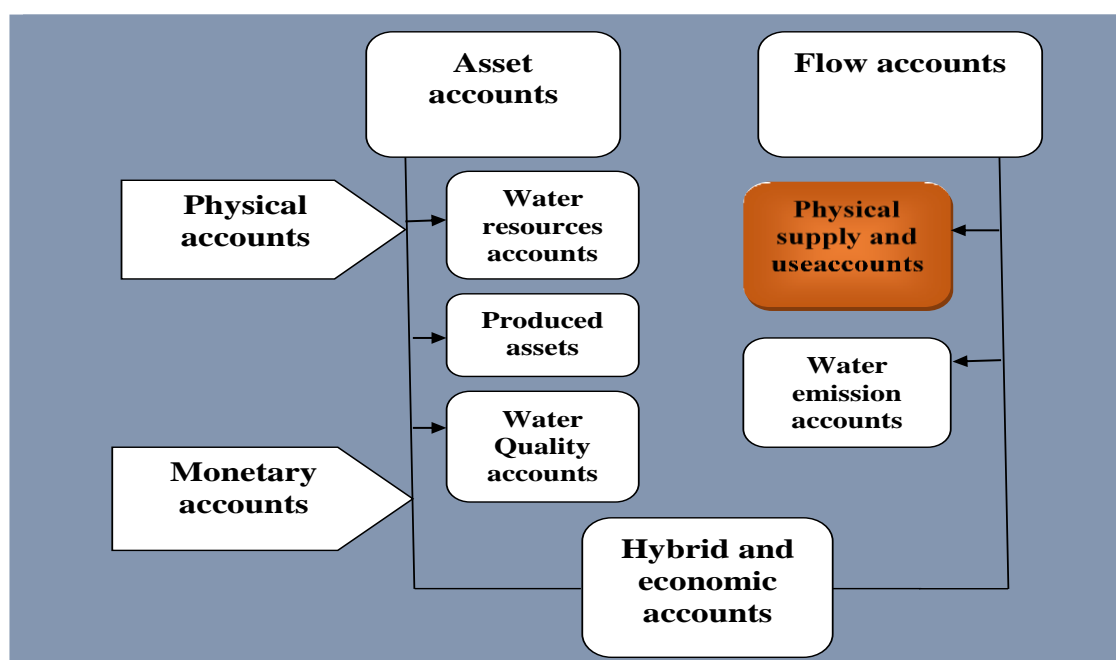 Asset
accounts
Flow accounts
Physical
accounts
Water
resources
accounts
Physical
supply and
useaccounts
Produced
assets
Water
emission
accounts
Water
Quality
accounts
Monetary
accounts
Hybrid and
economic
accounts